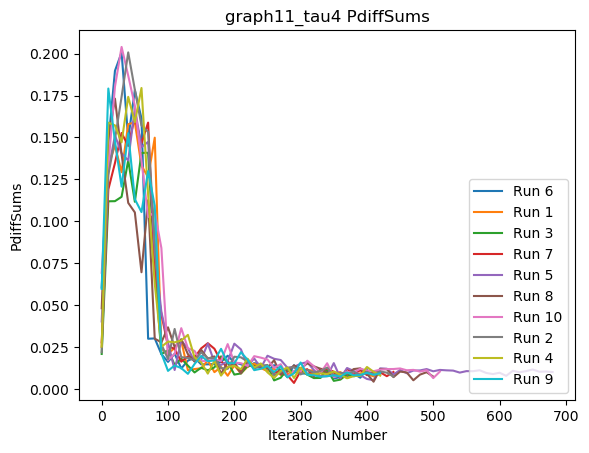 graph11_tau4 PdiffSums
PdiffSums
0.200
0.175
0.150
0.125
0.100
0.075
0.050
0.025
0.000
Run 6
Run 1
Run 3
Run 7
Run 5
Run 8
Run 10
Run 2
Run 4
Run 9
0 100 200 300 400 500 600 700
Iteration Number